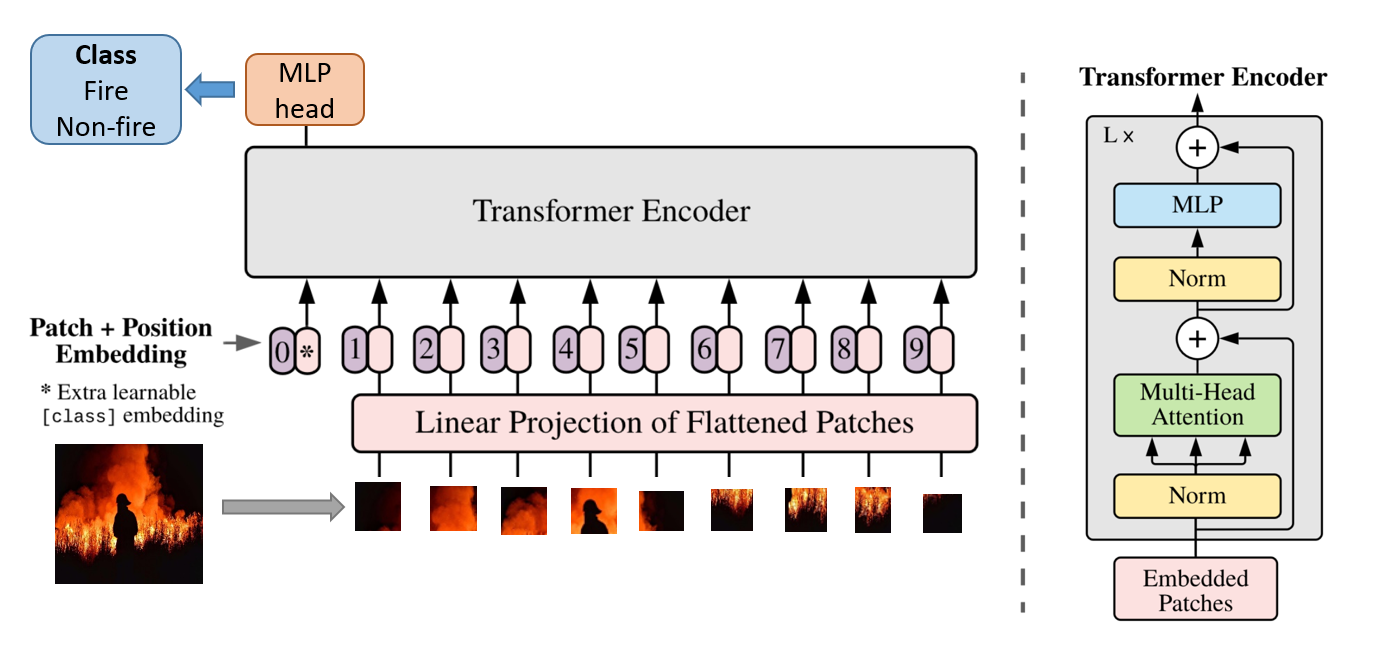 Class
Fire
Non-fire
MLP
head
Transformer Encoder
Patch + Position
Embedding
* Extra learnable
[class] embedding
0 *
1
2
3
4
5
6
7
8
9
Linear Projection of Flattened Patches
Transformer Encoder
L x
+
MLP
Norm
+
Multi-Head
Attention
Norm
Embedded
Patches